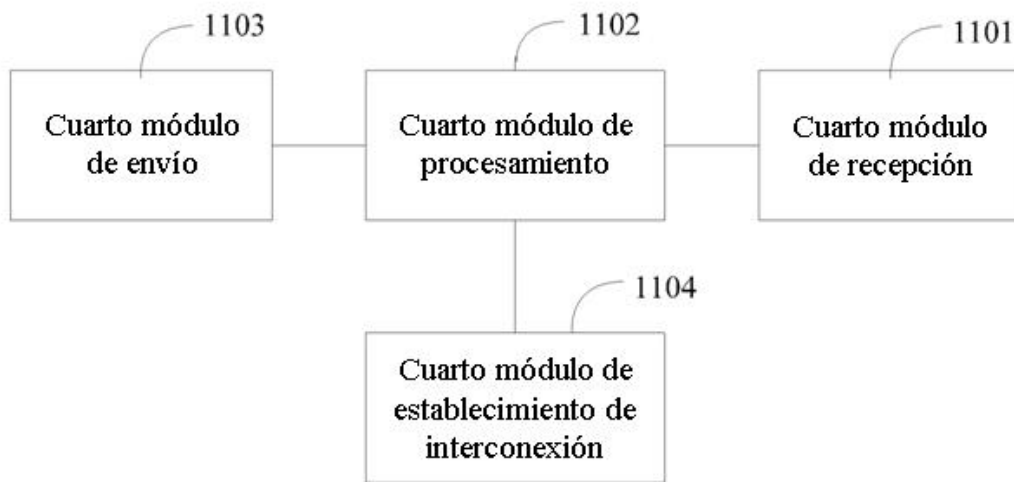 1103
1102
1101
Cuarto módulo
de envío
Cuarto módulo de
procesamiento
Cuarto módulo
de recepción
1104
Cuarto módulo de
establecimiento de
interconexión